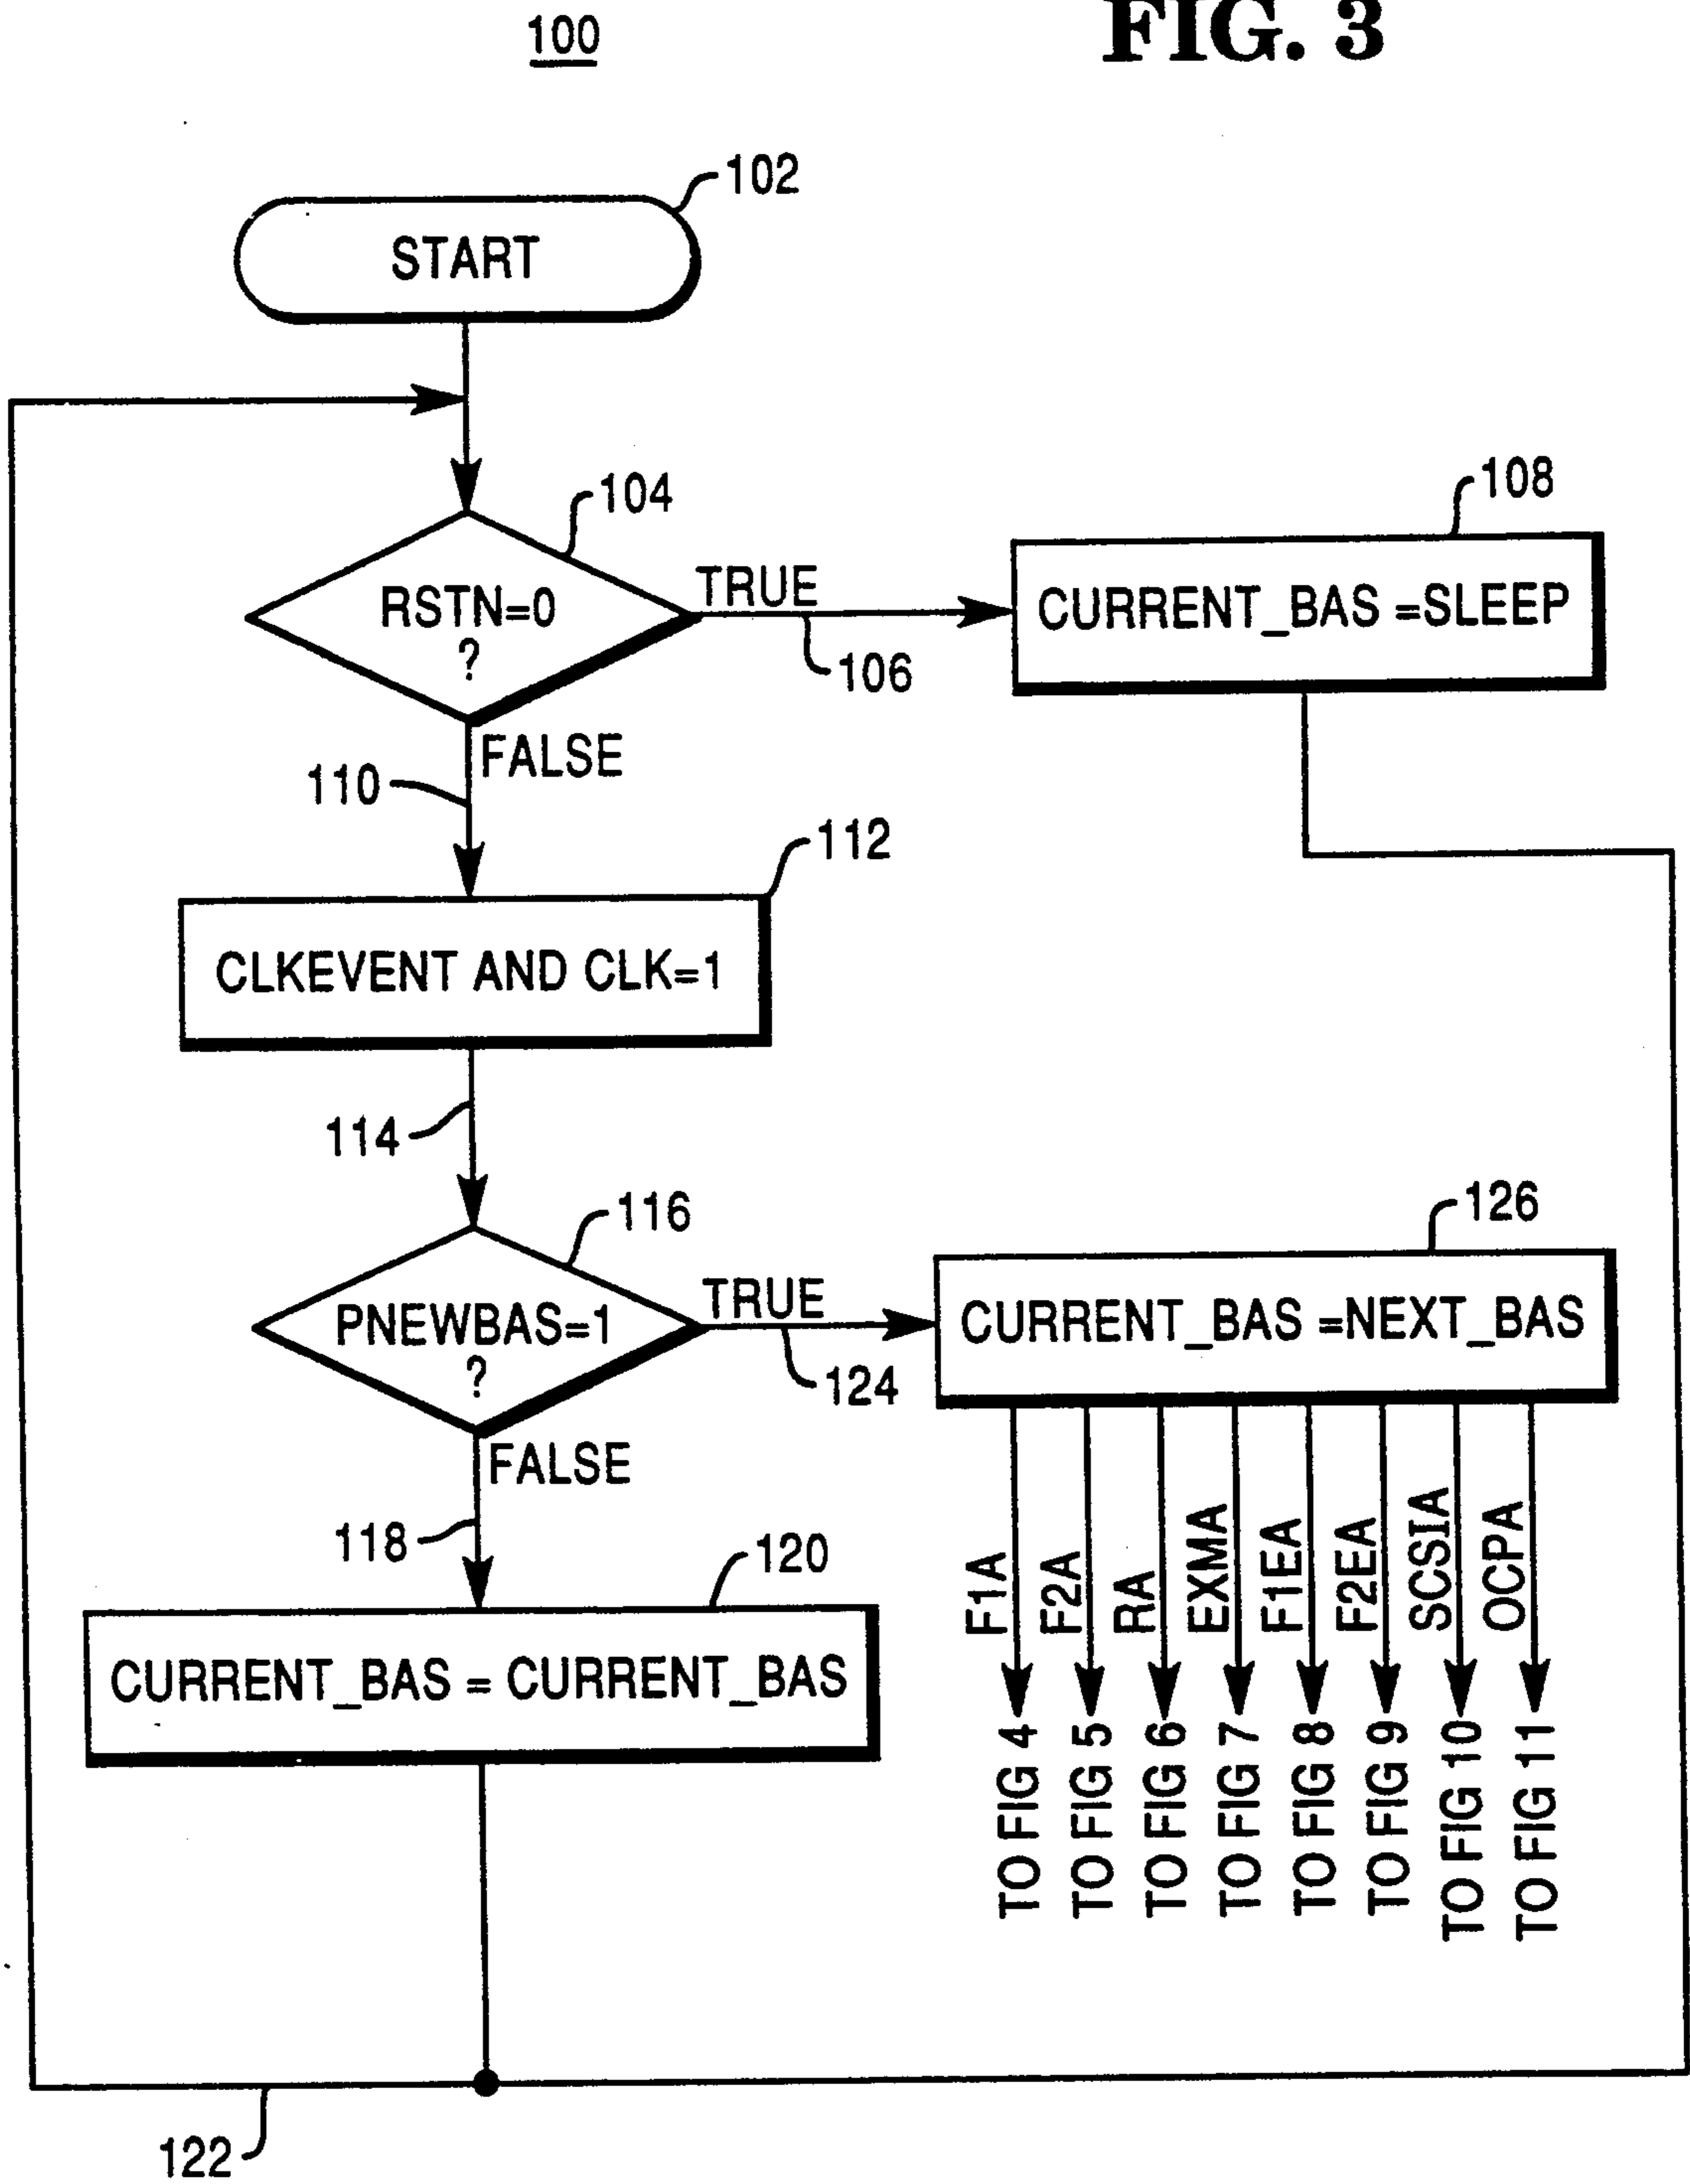 100
FIG. 3
102
START
104
RSTN=0
?
TRUE
106
108
CURRENT_BAS =SLEEP
FALSE
110
112
CLKEVENT AND CLK=1
114
116
PNEWBAS=1
?
TRUE
124
126
CURRENT_BAS =NEXT_BAS
FALSE
118
120
CURRENT_BAS = CURRENT_BAS
F1A
F2A
RA
EXMA
F1EA
F2EA
SCSIA
OCPA
TO FIG 4
TO FIG 5
TO FIG 6
TO FIG 7
TO FIG 8
TO FIG 9
TO FIG 10
TO FIG 11
122